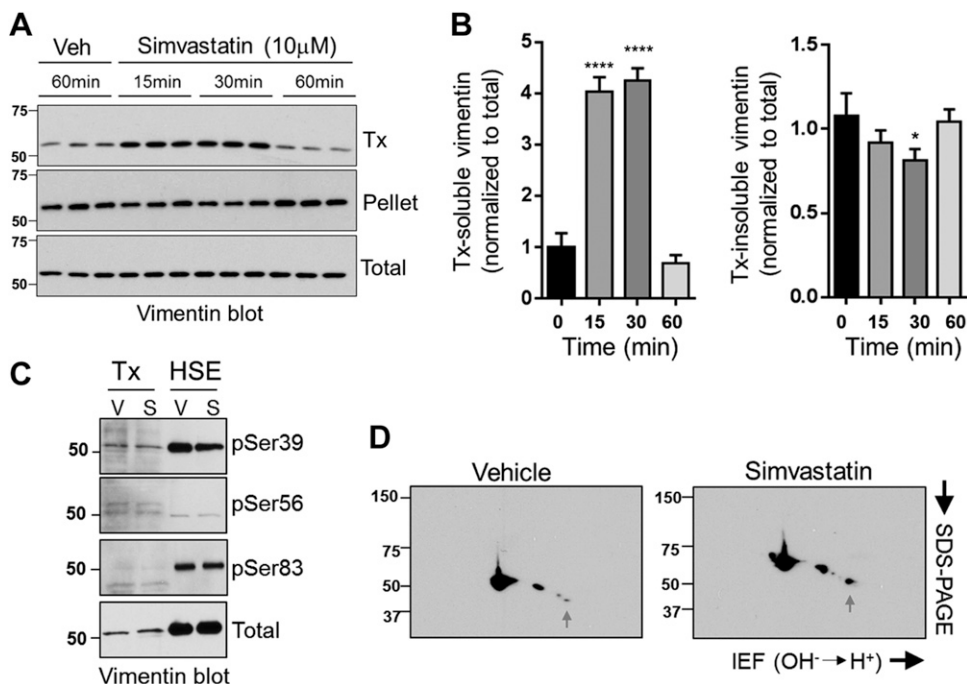 A
Veh Simvastatin (10μM)
60min 15min 30min 60min
75
50
Tx
75
50
Pellet
75
50
Total
Vimentin blot
B
Tx-soluble vimentin
(normalized to total)
5
4
3
2
1
0
**** ****
0 15 30 60
Time (min)
Tx-insoluble vimentin
(normalized to total)
1.5
1.0
0.5
0.0
*
0 15 30 60
Time (min)
C
Tx HSE
V S V S
50 pSer39
50 pSer56
50 pSer83
50 Total
Vimentin blot
D
Vehicle
150
75
50
37
Simvastatin
150
75
50
37
SDS-PAGE
IEF (OH- → H+)